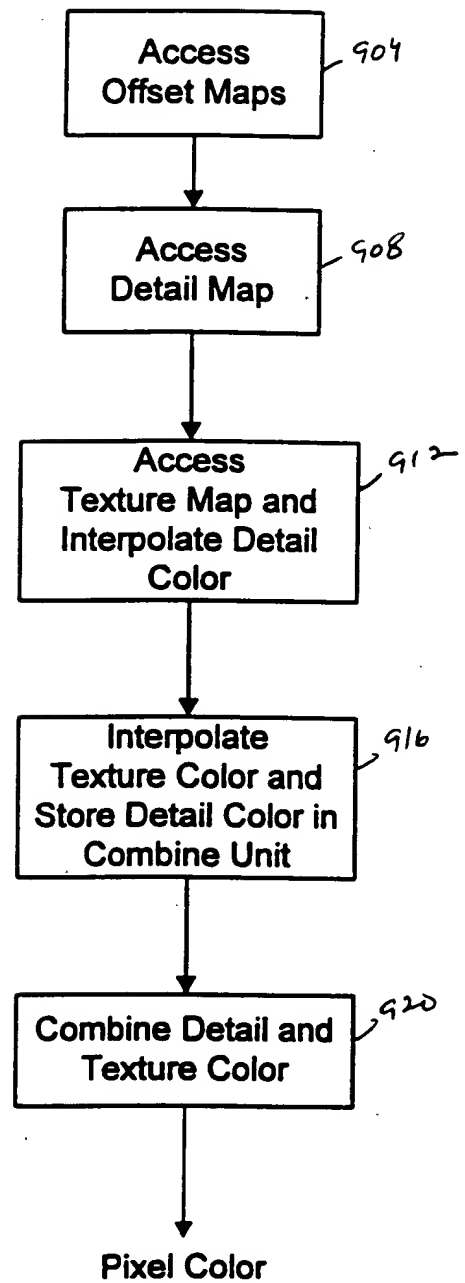 Access
Offset Maps
904
Access
Detail Map
908
Access
Texture Map and
Interpolate Detail
Color
912
Interpolate
Texture Color and
Store Detail Color in
Combine Unit
916
Combine Detail and
Texture Color
920
Pixel Color